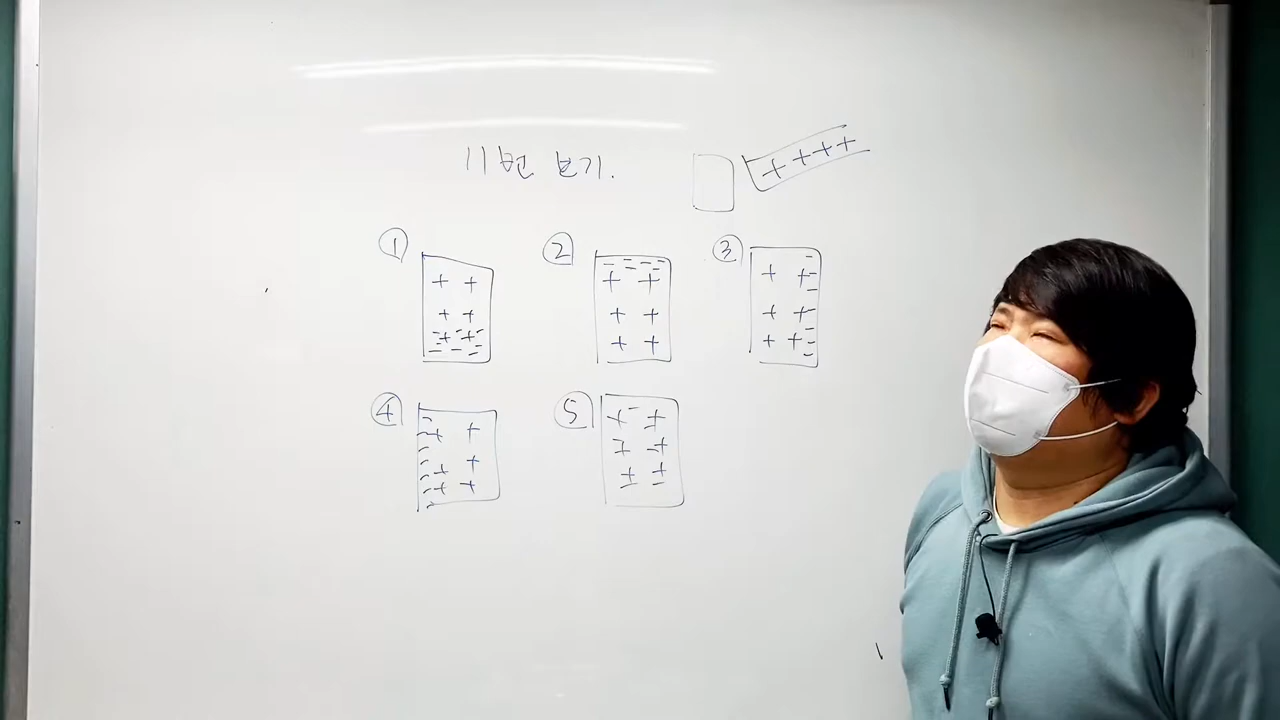 11번 보기.
++++
① ② ③
④ ⑤